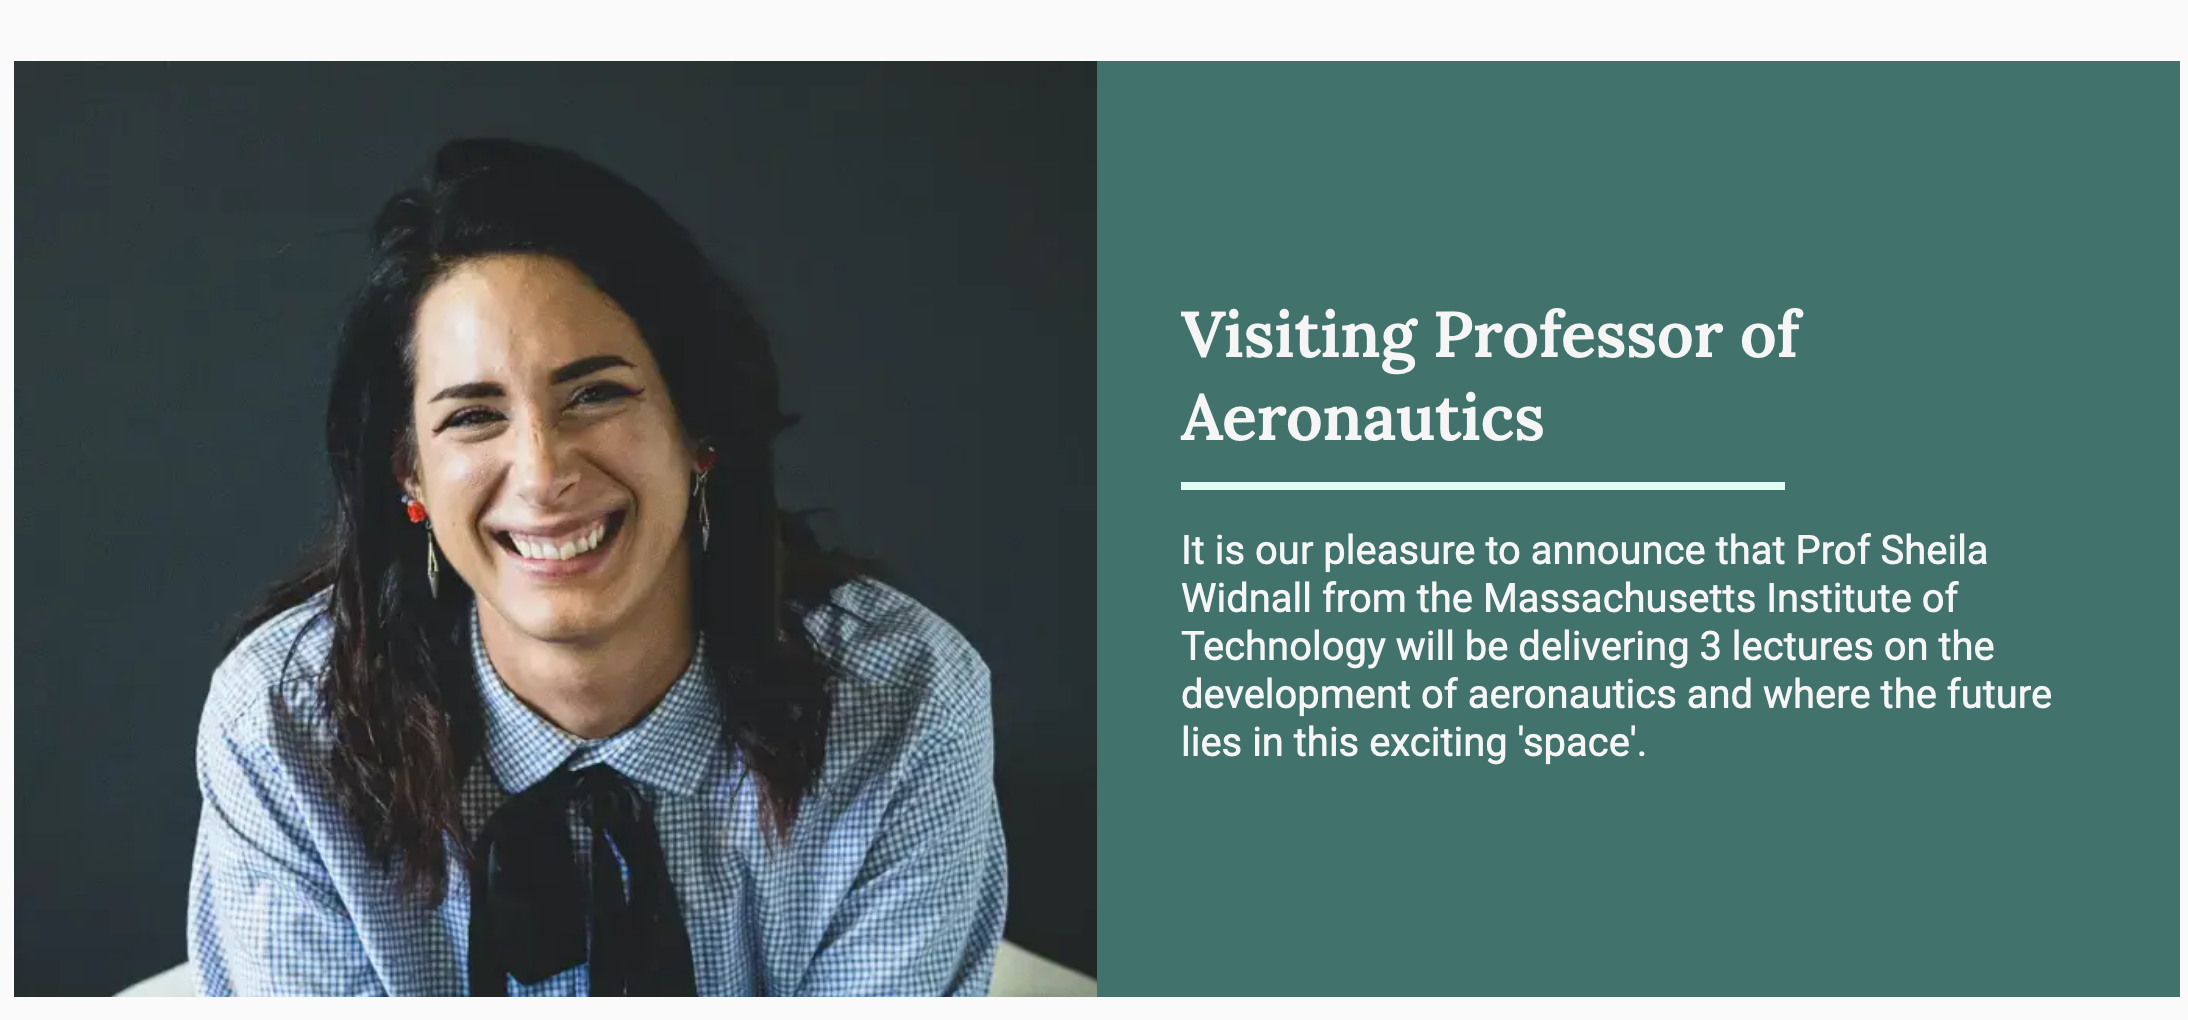 Visiting Professor of
Aeronautics
It is our pleasure to announce that Prof Sheila
Widnall from the Massachusetts Institute of
Technology will be delivering 3 lectures on the
development of aeronautics and where the future
lies in this exciting 'space'.